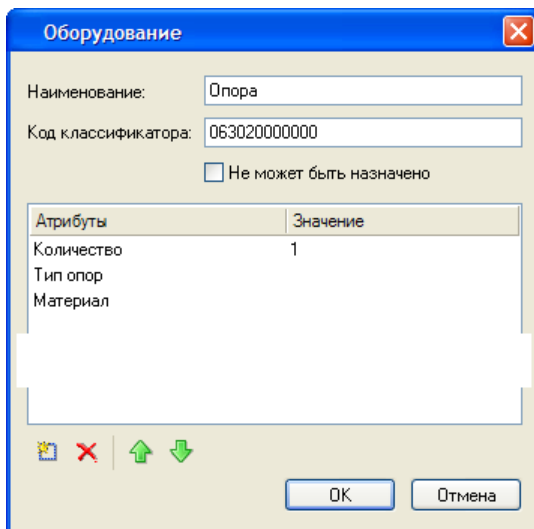 Оборудование
Наименование: Опора
Код классификатора: 063020000000
Не может быть назначено
Атрибуты Значение
Количество 1
Тип опор
Материал
OK Отмена